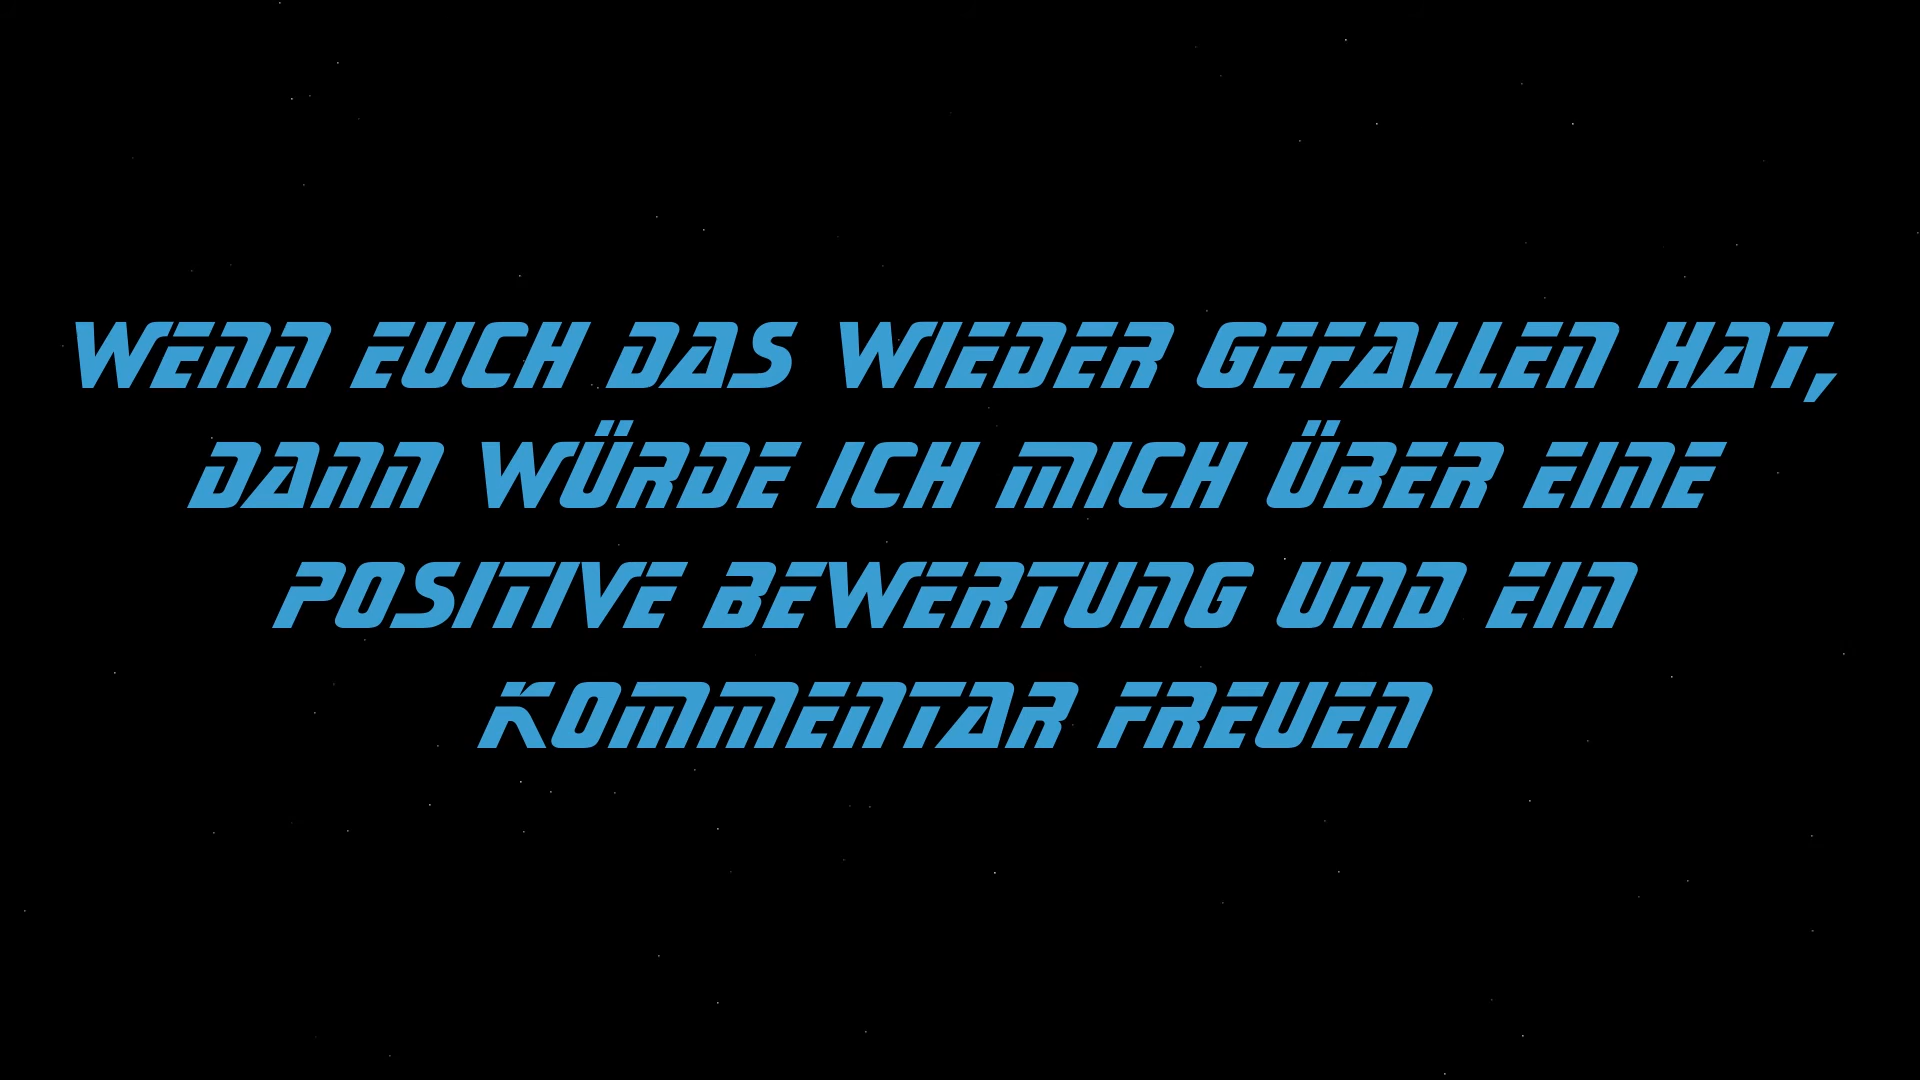 WENN EUCH DAS WIEDER GEFALLEN HAT,
DANN WÜRDE ICH MICH ÜBER EINE
POSITIVE BEWERTUNG UND EIN
KOMMENTAR FREUEN